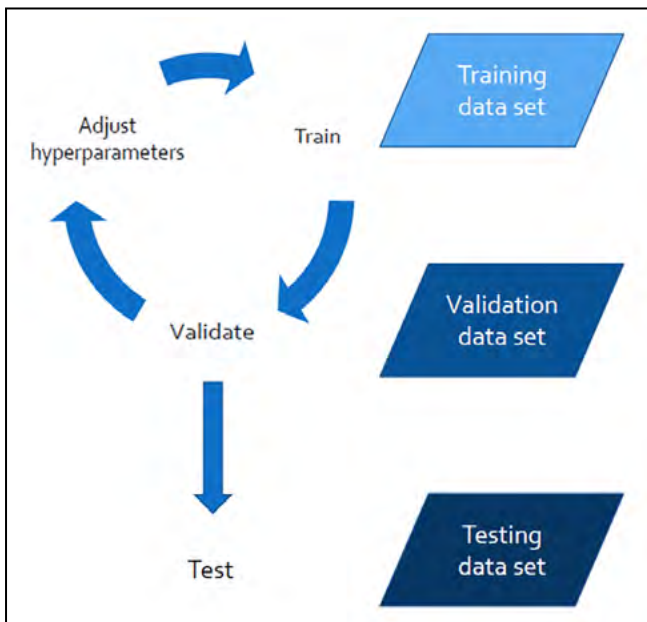 Training
data set
Adjust
hyperparameters
Train
Validation
data set
Validate
Testing
data set
Test